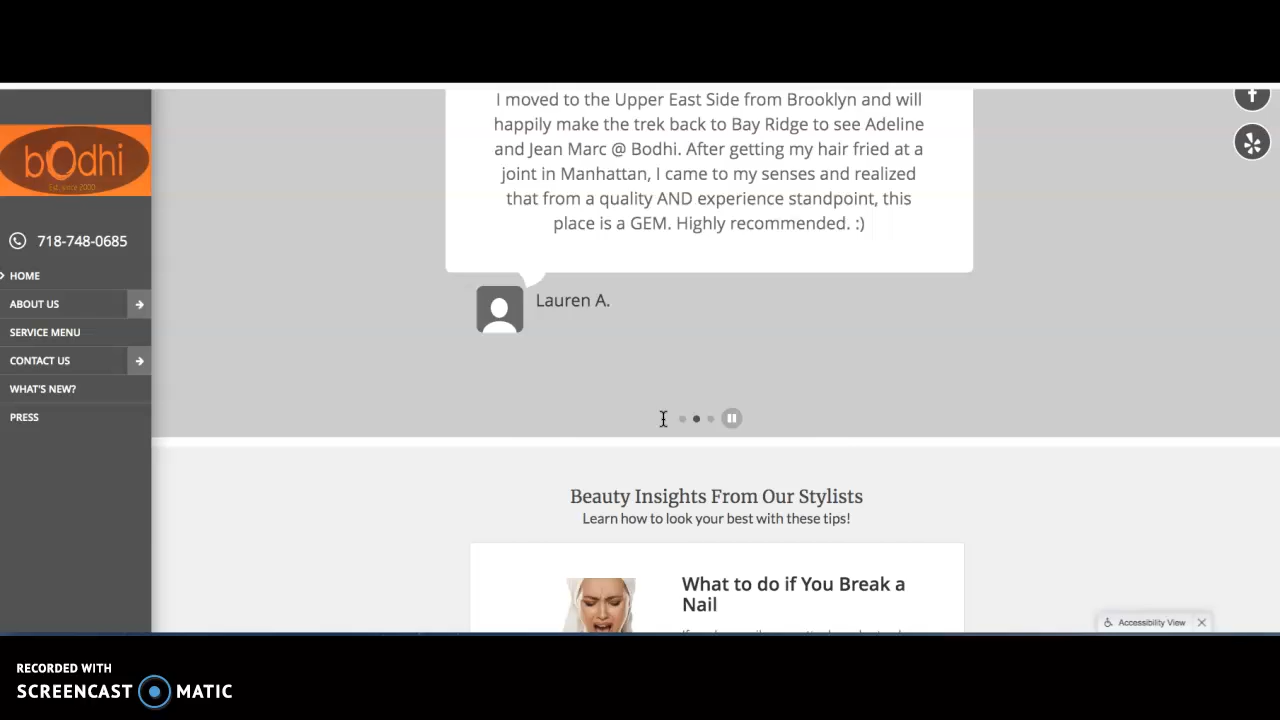 bOdhi
Est. since 2000
718-748-0685
HOME
ABOUT US
SERVICE MENU
CONTACT US
WHAT'S NEW?
PRESS
I moved to the Upper East Side from Brooklyn and will
happily make the trek back to Bay Ridge to see Adeline
and Jean Marc @ Bodhi. After getting my hair fried at a
joint in Manhattan, I came to my senses and realized
that from a quality AND experience standpoint, this
place is a GEM. Highly recommended. :)
Lauren A.
Beauty Insights From Our Stylists
Learn how to look your best with these tips!
What to do if You Break a
Nail
Accessibility View
RECORDED WITH
SCREENCAST MATIC